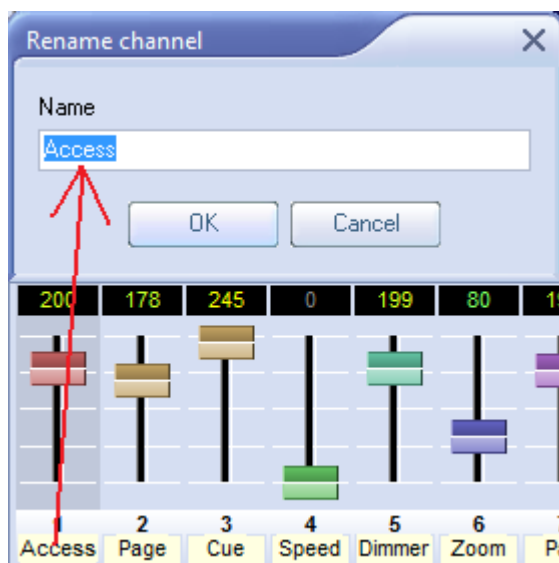 Rename channel
Name
Access
OK Cancel
200 178 245 0 199 80
1 2 3 4 5 6
Access Page Cue Speed Dimmer Zoom